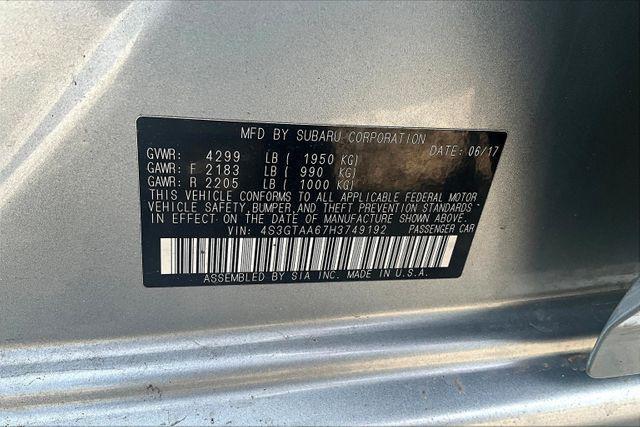 MFD BY SUBARU CORPORATION
GVWR: 4299 LB ( 1950 KG) DATE: 06/17
GAWR: F 2183 LB ( 990 KG)
GAWR: R 2205 LB ( 1000 KG)
THIS VEHICLE CONFORMS TO ALL APPLICABLE FEDERAL MOTOR
VEHICLE SAFETY, BUMPER, AND THEFT PREVENTION STANDARDS
IN EFFECT ON THE DATE OF MANUFACTURE SHOWN ABOVE.
VIN: 4S3GTAA67H3749192 PASSENGER CAR
ASSEMBLED BY SIA INC. MADE IN U.S.A.